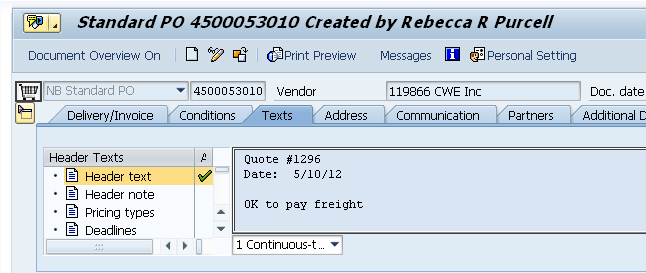 Standard PO 4500053010 Created by Rebecca R Purcell
Document Overview On Print Preview Messages Personal Setting
NB Standard PO 4500053010 Vendor 119866 CWE Inc Doc. date
Delivery/Invoice Conditions Texts Address Communication Partners Additional D
Header Texts
Header text
Header note
Pricing types
Deadlines
Quote #1296
Date: 5/10/12
OK to pay freight
1 Continuous-t...